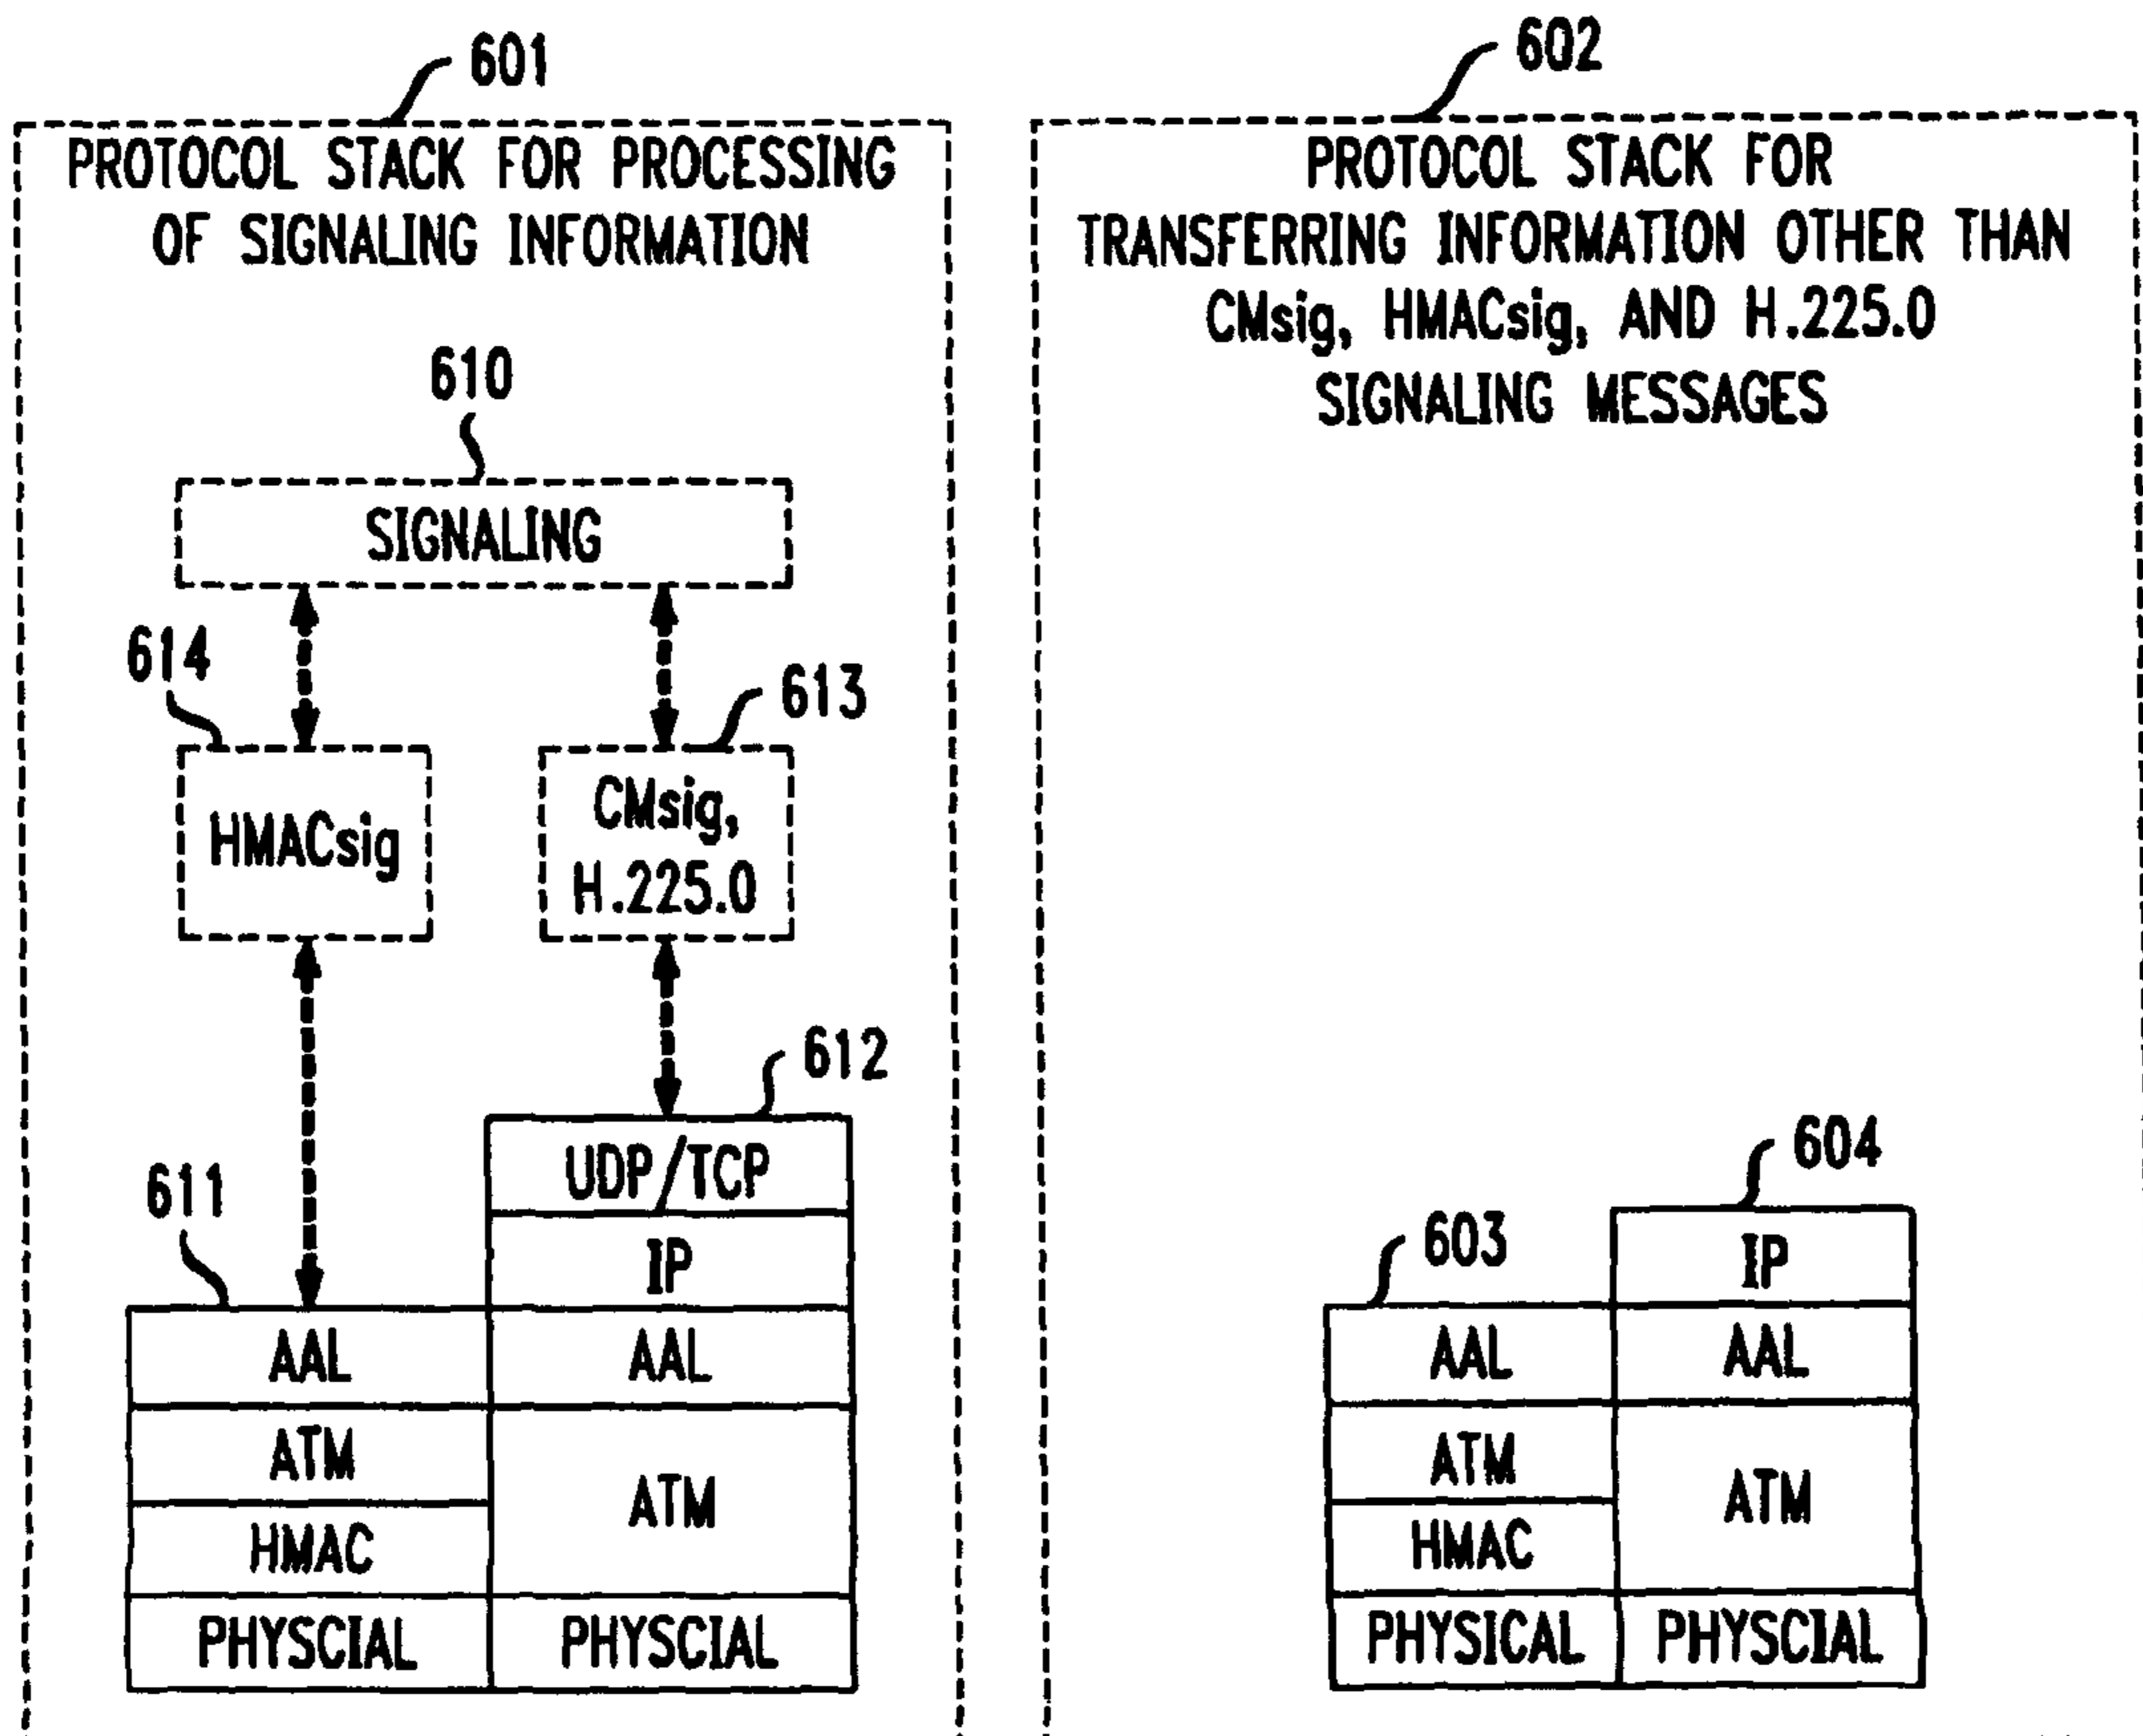 601
PROTOCOL STACK FOR PROCESSING
OF SIGNALING INFORMATION
610
SIGNALING
614
613
HMACsig
CMsig,
H.225.0
612
611
UDP/TCP
IP
AAL
AAL
ATM
ATM
HMAC
PHYSCIAL
PHYSCIAL
602
PROTOCOL STACK FOR
TRANSFERRING INFORMATION OTHER THAN
CMsig, HMACsig, AND H.225.0
SIGNALING MESSAGES
604
603
IP
AAL
AAL
ATM
ATM
HMAC
PHYSICAL
PHYSCIAL